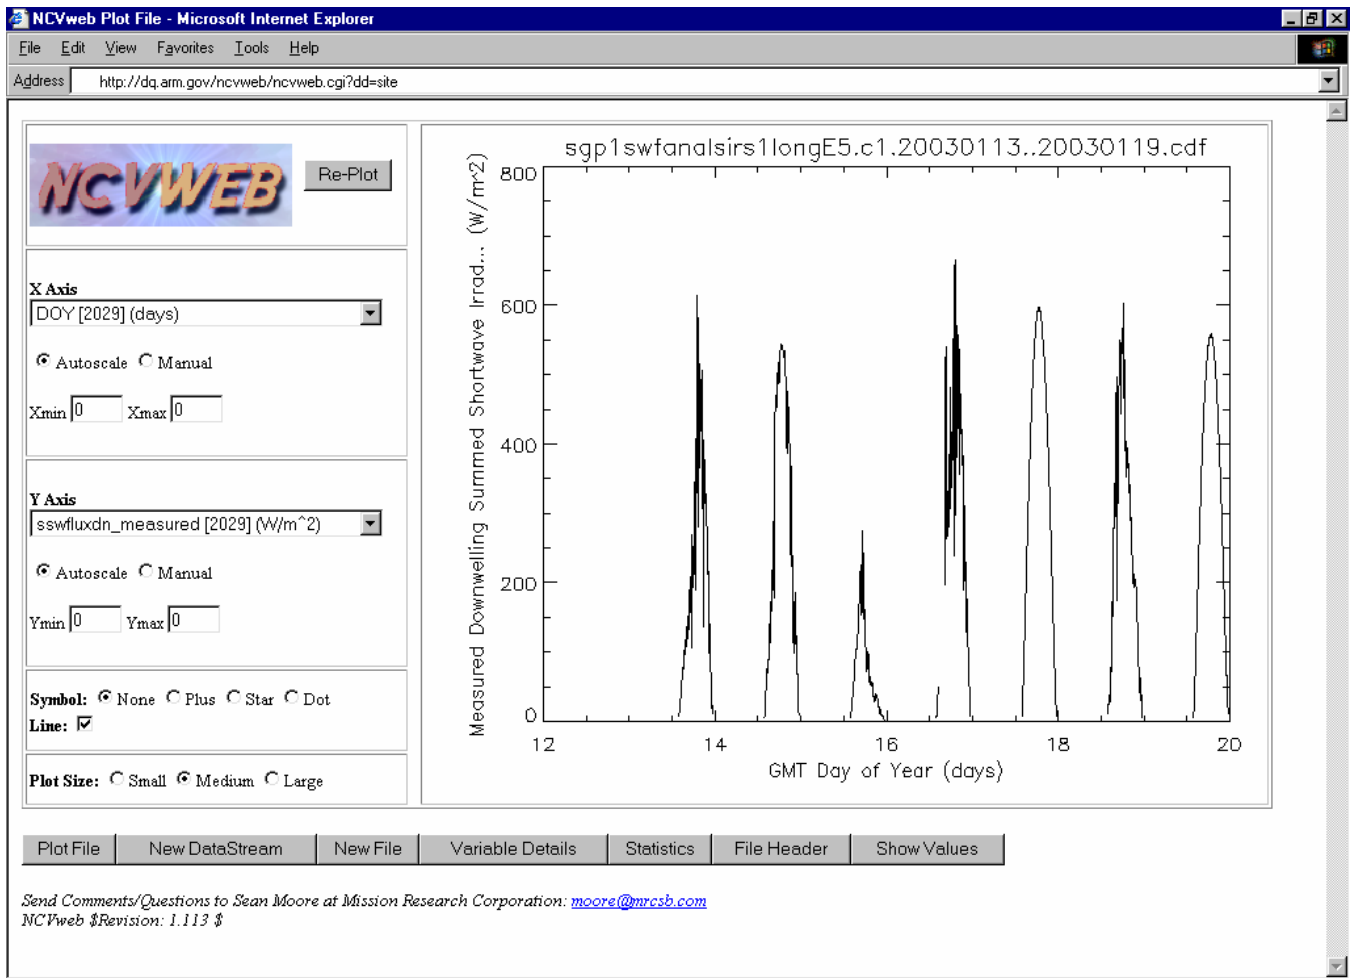 NCVweb Plot File - Microsoft Internet Explorer
File Edit View Favorites Tools Help
Address http://dq.arm.gov/ncvweb/ncvweb.cgi?dd=site
NCVWEB
Re-Plot
X Axis
DOY [2029] (days)
Autoscale Manual
Xmin 0 Xmax 0
Y Axis
sswfluxdn_measured [2029] (W/m^2)
Autoscale Manual
Ymin 0 Ymax 0
Symbol: None Plus Star Dot
Line:
Plot Size: Small Medium Large
sgp1swfanalsirs1longE5.c1.20030113..20030119.cdf
Measured Downwelling Summed Shortwave Irrad... (W/m^2)
800
600
400
200
0
12 14 16 18 20
GMT Day of Year (days)
Plot File New DataStream New File Variable Details Statistics File Header Show Values
Send Comments/Questions to Sean Moore at Mission Research Corporation: moore@mrcsb.com
NCVweb $Revision: 1.113 $